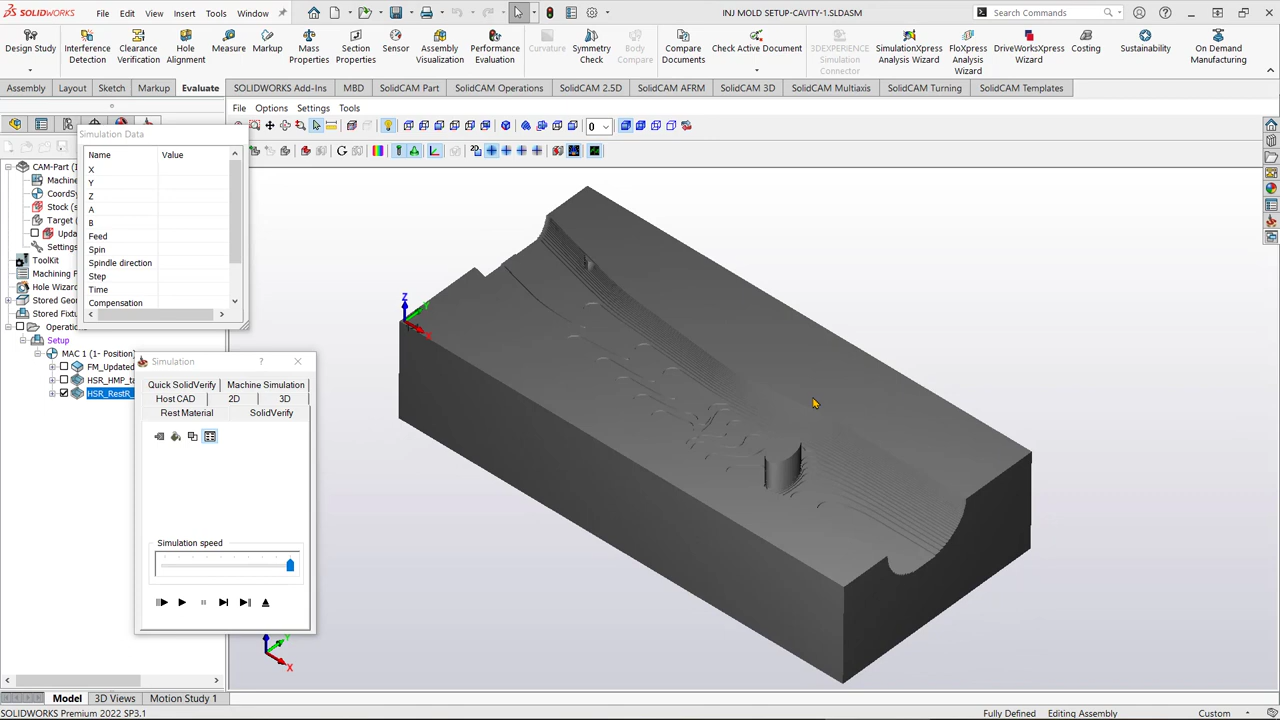 SOLIDWORKS File Edit View Insert Tools Window INJ MOLD SETUP-CAVITY-1.SLDASM Search Commands
Design Study Interference Detection Clearance Verification Hole Alignment Measure Markup Mass Properties Section Properties Sensor Assembly Visualization Performance Evaluation Curvature Symmetry Check Body Compare Compare Documents Check Active Document 3DEXPERIENCE Simulation Connector SimulationXpress Analysis Wizard FloXpress Analysis Wizard DriveWorksXpress Wizard Costing Sustainability On Demand Manufacturing
Assembly Layout Sketch Markup Evaluate SOLIDWORKS Add-Ins MBD SolidCAM Part SolidCAM Operations SolidCAM 2.5D SolidCAM AFRM SolidCAM 3D SolidCAM Multiaxis SolidCAM Turning SolidCAM Templates
File Options Settings Tools
0
Simulation Data
Name Value
X
Y
Z
A
B
Feed
Spin
Spindle direction
Step
Time
Compensation
CAM-Part (I
Machine
CoordSy
Stock (s
Target (
Upda
Settings
ToolKit
Machining P
Hole Wizard
Stored Geor
Stored Fixtu
Operati
Setup
MAC 1 (1- Position)
FM_Updated
HSR_HMP_ta
HSR_RestR_
Simulation ?
Quick SolidVerify Machine Simulation
Host CAD 2D 3D
Rest Material SolidVerify
Simulation speed
Z
Y
X
Y
X
Model 3D Views Motion Study 1
SOLIDWORKS Premium 2022 SP3.1 Fully Defined Editing Assembly Custom